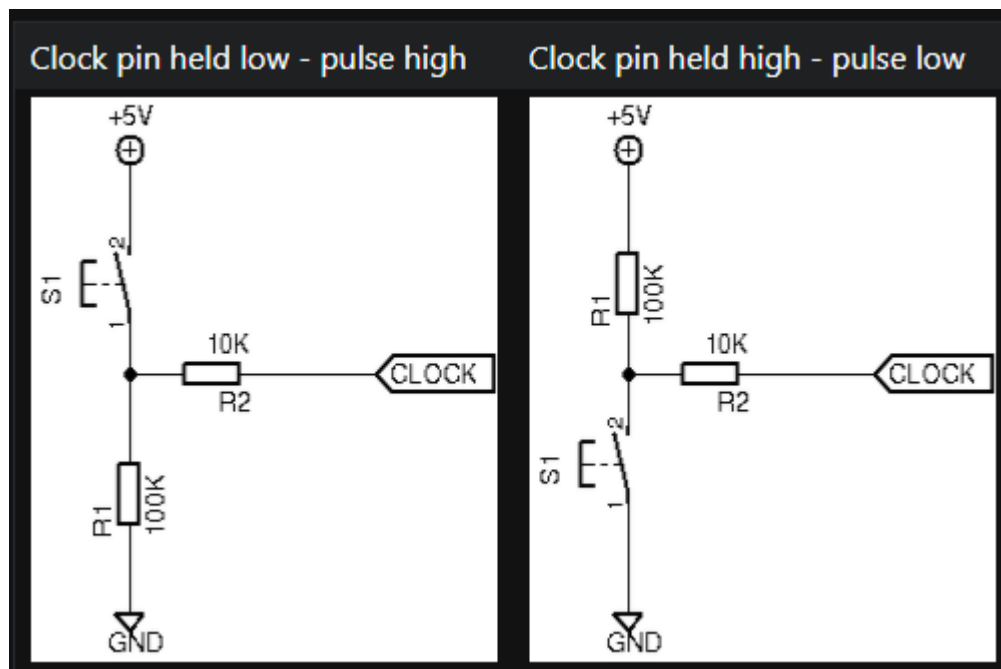 Clock pin held low - pulse high
+5V
2
S1
1
10K
CLOCK
R2
R1
100K
GND
Clock pin held high - pulse low
+5V
R1
100K
10K
CLOCK
R2
2
S1
1
GND